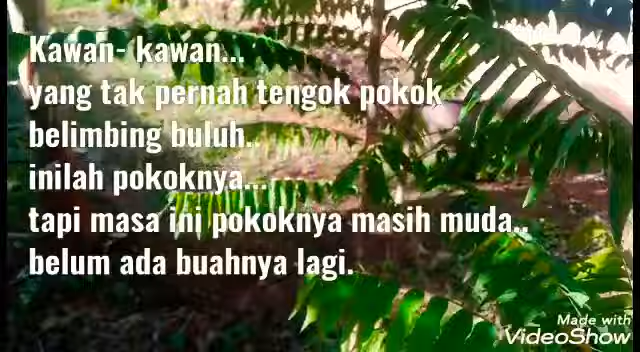 Kawan- kawan...
yang tak pernah tengok pokok
belimbing buluh..
inilah pokoknya...
tapi masa ini pokoknya masih muda..
belum ada buahnya lagi.
Made with
VideoShow